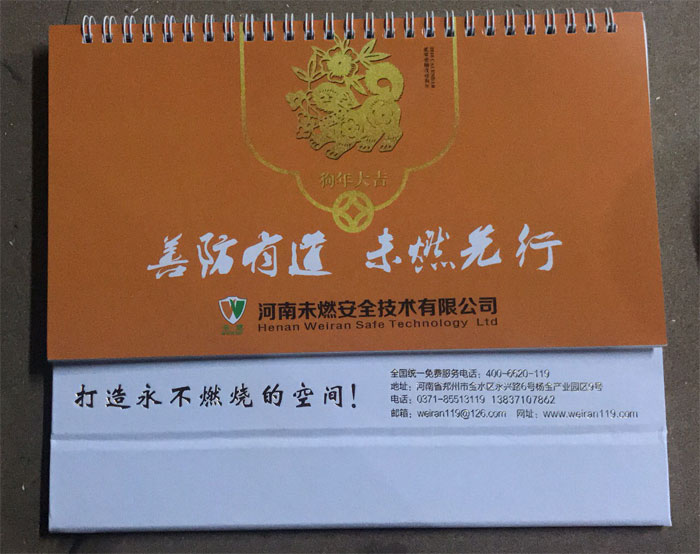 狗年大吉
善防有道 未燃先行
河南未燃安全技术有限公司
Henan Weiran Safe Technology Ltd
打造永不燃烧的空间!
全国统一免费服务电话：400-6620-119
地址：河南省郑州市金水区永兴路6号杨金产业园区9号
电话：0371-85513119 13837107862
邮箱：weiran119@126.com 网址：www.weiran119.com